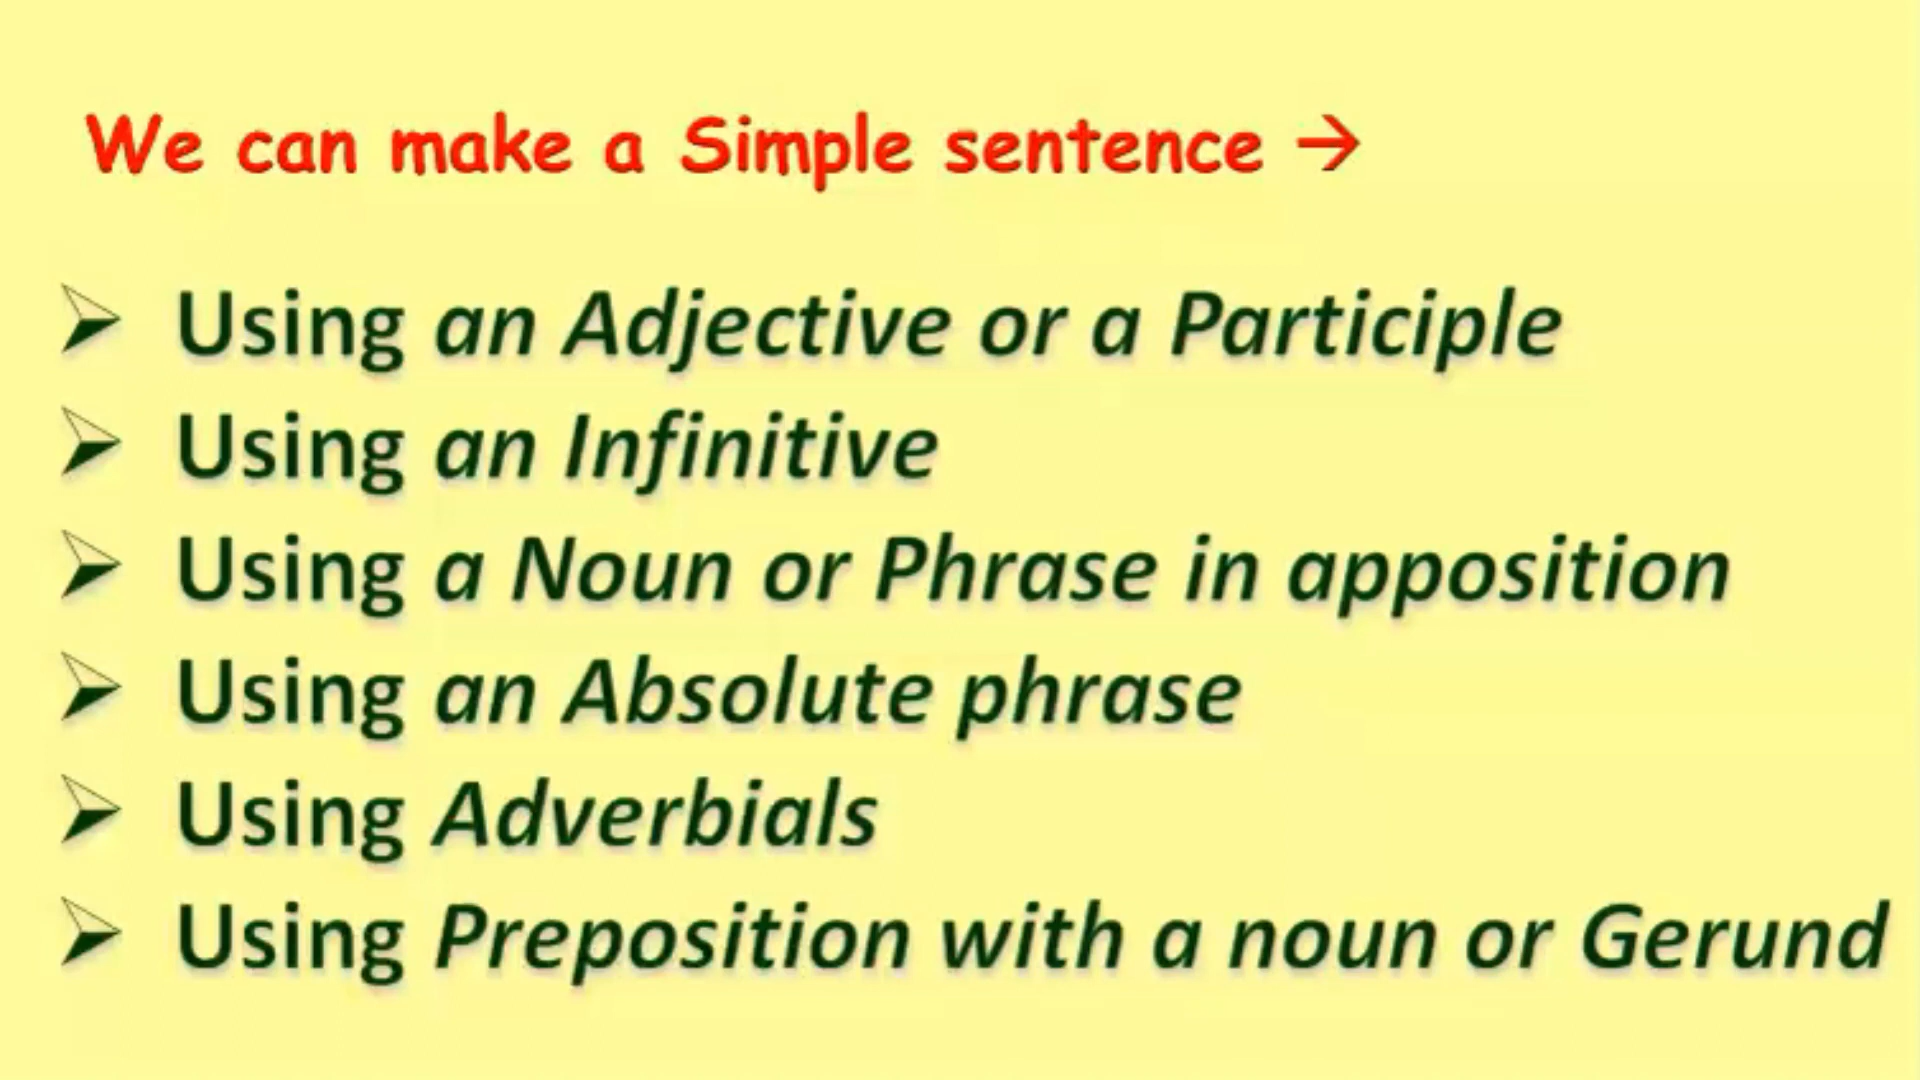 We can make a Simple sentence →
➢ Using an Adjective or a Participle
➢ Using an Infinitive
➢ Using a Noun or Phrase in apposition
➢ Using an Absolute phrase
➢ Using Adverbials
➢ Using Preposition with a noun or Gerund